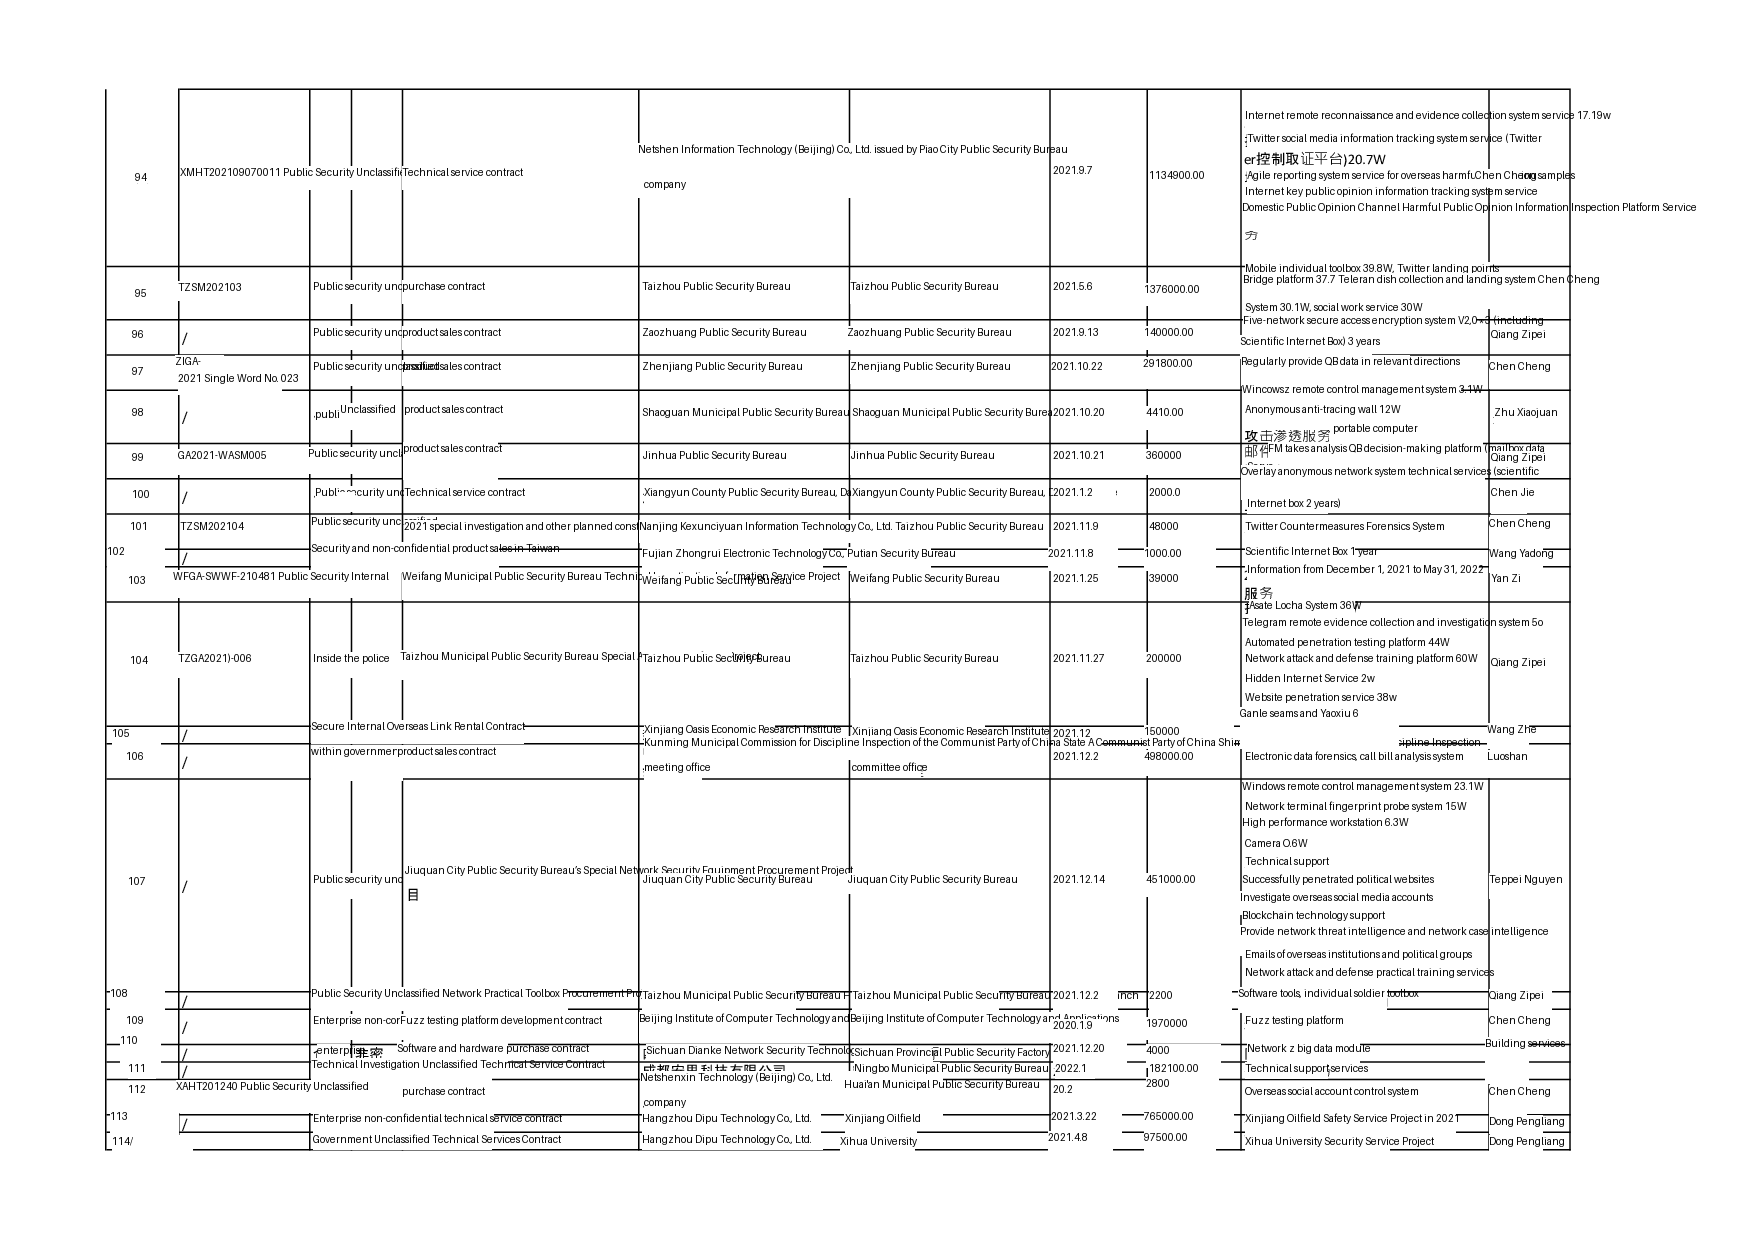 Internet remote reconnaissance and evidence collection system service 17.19w
Twitter social media information tracking system service (Twitter
Netshen Information Technology (Beijing) Co., Ltd. issued by Piao City Public Security Bureau
er控制取证平台)20.7W
94 XMHT202109070011 Public Security Unclassifi Technical service contract 2021.9.7 1134900.00
Agile reporting system service for overseas harmfu Chen Cheng samples
company
Internet key public opinion information tracking system service
Domestic Public Opinion Channel Harmful Public Opinion Information Inspection Platform Service
务
Mobile individual toolbox 39.8W, Twitter landing points
Bridge platform 37.7 Teleran dish collection and landing system Chen Cheng
95 TZSM202103 Public security und purchase contract Taizhou Public Security Bureau Taizhou Public Security Bureau 2021.5.6 1376000.00
System 30.1W, social work service 30W
Five-network secure access encryption system V2,0*3 (including
96 / Public security und product sales contract Zaozhuang Public Security Bureau Zaozhuang Public Security Bureau 2021.9.13 140000.00 Qiang Zipei
Scientific Internet Box) 3 years
ZIGA-
97 Public security unc sales contract Zhenjiang Public Security Bureau Zhenjiang Public Security Bureau 2021.10.22 291800.00 Regularly provide QB data in relevant directions Chen Cheng
2021 Single Word No. 023
Wincowsz remote control management system 3.1W
98 / publi Unclassified product sales contract Shaoguan Municipal Public Security Bureau Shaoguan Municipal Public Security Burea 2021.10.20 4410.00 Anonymous anti-tracing wall 12W Zhu Xiaojuan
portable computer
攻击渗透服务
99 GA2021-WASM005 Public security uncl product sales contract Jinhua Public Security Bureau Jinhua Public Security Bureau 2021.10.21 360000 邮件 FM takes analysis QB decision-making platform (mailbox data Qiang Zipei
Overlay anonymous network system technical services (scientific
100 / Public security und Technical service contract Xiangyun County Public Security Bureau, Da Xiangyun County Public Security Bureau, 2021.1.2 2000.0 Chen Jie
Internet box 2 years)
101 TZSM202104 Public security unc 2021 special investigation and other planned const Nanjing Kexunciyuan Information Technology Co., Ltd. Taizhou Public Security Bureau 2021.11.9 48000 Twitter Countermeasures Forensics System Chen Cheng
102 / Security and non-confidential product sales in Taiwan Fujian Zhongrui Electronic Technology Co., Putian Security Bureau 2021.11.8 1000.00 Scientific Internet Box 1 year Wang Yadong
103 WFGA-SWWF-210481 Public Security Internal Weifang Municipal Public Security Bureau Technic Information Service Project Weifang Public Security Bureau Weifang Public Security Bureau 2021.1.25 39000 Information from December 1, 2021 to May 31, 2022 Yan Zi
服务
Asate Locha System 36W
Telegram remote evidence collection and investigation system 5o
Automated penetration testing platform 44W
104 TZGA2021)-006 Inside the police Taizhou Municipal Public Security Bureau Special Taizhou Public Security Bureau Taizhou Public Security Bureau 2021.11.27 200000 Network attack and defense training platform 60W Qiang Zipei
Hidden Internet Service 2w
Website penetration service 38w
Ganle seams and Yaoxiu 6
105 / Secure Internal Overseas Link Rental Contract Xinjiang Oasis Economic Research Institute Xinjiang Oasis Economic Research Institute 2021.12 150000 Wang Zhe
Kunming Municipal Commission for Discipline Inspection of the Communist Party of China State A Communist Party of China Shi cipline Inspection
106 / within governmer product sales contract 2021.12.2 498000.00 Electronic data forensics, call bill analysis system Luoshan
meeting office committee office
Windows remote control management system 23.1W
Network terminal fingerprint probe system 15W
High performance workstation 6.3W
Camera 0.6W
Technical support
Jiuquan City Public Security Bureau's Special Network Security Equipment Procurement Project
107 / Public security und Jiuquan City Public Security Bureau Jiuquan City Public Security Bureau 2021.12.14 451000.00 Successfully penetrated political websites Teppei Nguyen
目
Investigate overseas social media accounts
Blockchain technology support
Provide network threat intelligence and network case intelligence
Emails of overseas institutions and political groups
Network attack and defense practical training services
108 / Public Security Unclassified Network Practical Toolbox Procurement Pro Taizhou Municipal Public Security Bureau Taizhou Municipal Public Security Bureau 2021.12.2 2200 Software tools, individual soldier toolbox Qiang Zipei
109 / Enterprise non-cor Fuzz testing platform development contract Beijing Institute of Computer Technology and Beijing Institute of Computer Technology and Applications 2020.1.9 1970000 Fuzz testing platform Chen Cheng
110 / enterpris 非密 Software and hardware purchase contract Sichuan Dianke Network Security Technolo Sichuan Provincial Public Security Factory 2021.12.20 4000 Network z big data module Building services
111 / Technical Investigation Unclassified Technical Service Contract Ningbo Municipal Public Security Bureau 2022.1 182100.00 Technical support services
Netshenxin Technology (Beijing) Co., Ltd.
112 XAHT201240 Public Security Unclassified purchase contract Huai'an Municipal Public Security Bureau 20.2 2800 Overseas social account control system Chen Cheng
company
113 / Enterprise non-confidential technical service contract Hangzhou Dipu Technology Co., Ltd. Xinjiang Oilfield 2021.3.22 765000.00 Xinjiang Oilfield Safety Service Project in 2021 Dong Pengliang
114/ Government Unclassified Technical Services Contract Hangzhou Dipu Technology Co., Ltd. Xihua University 2021.4.8 97500.00 Xihua University Security Service Project Dong Pengliang